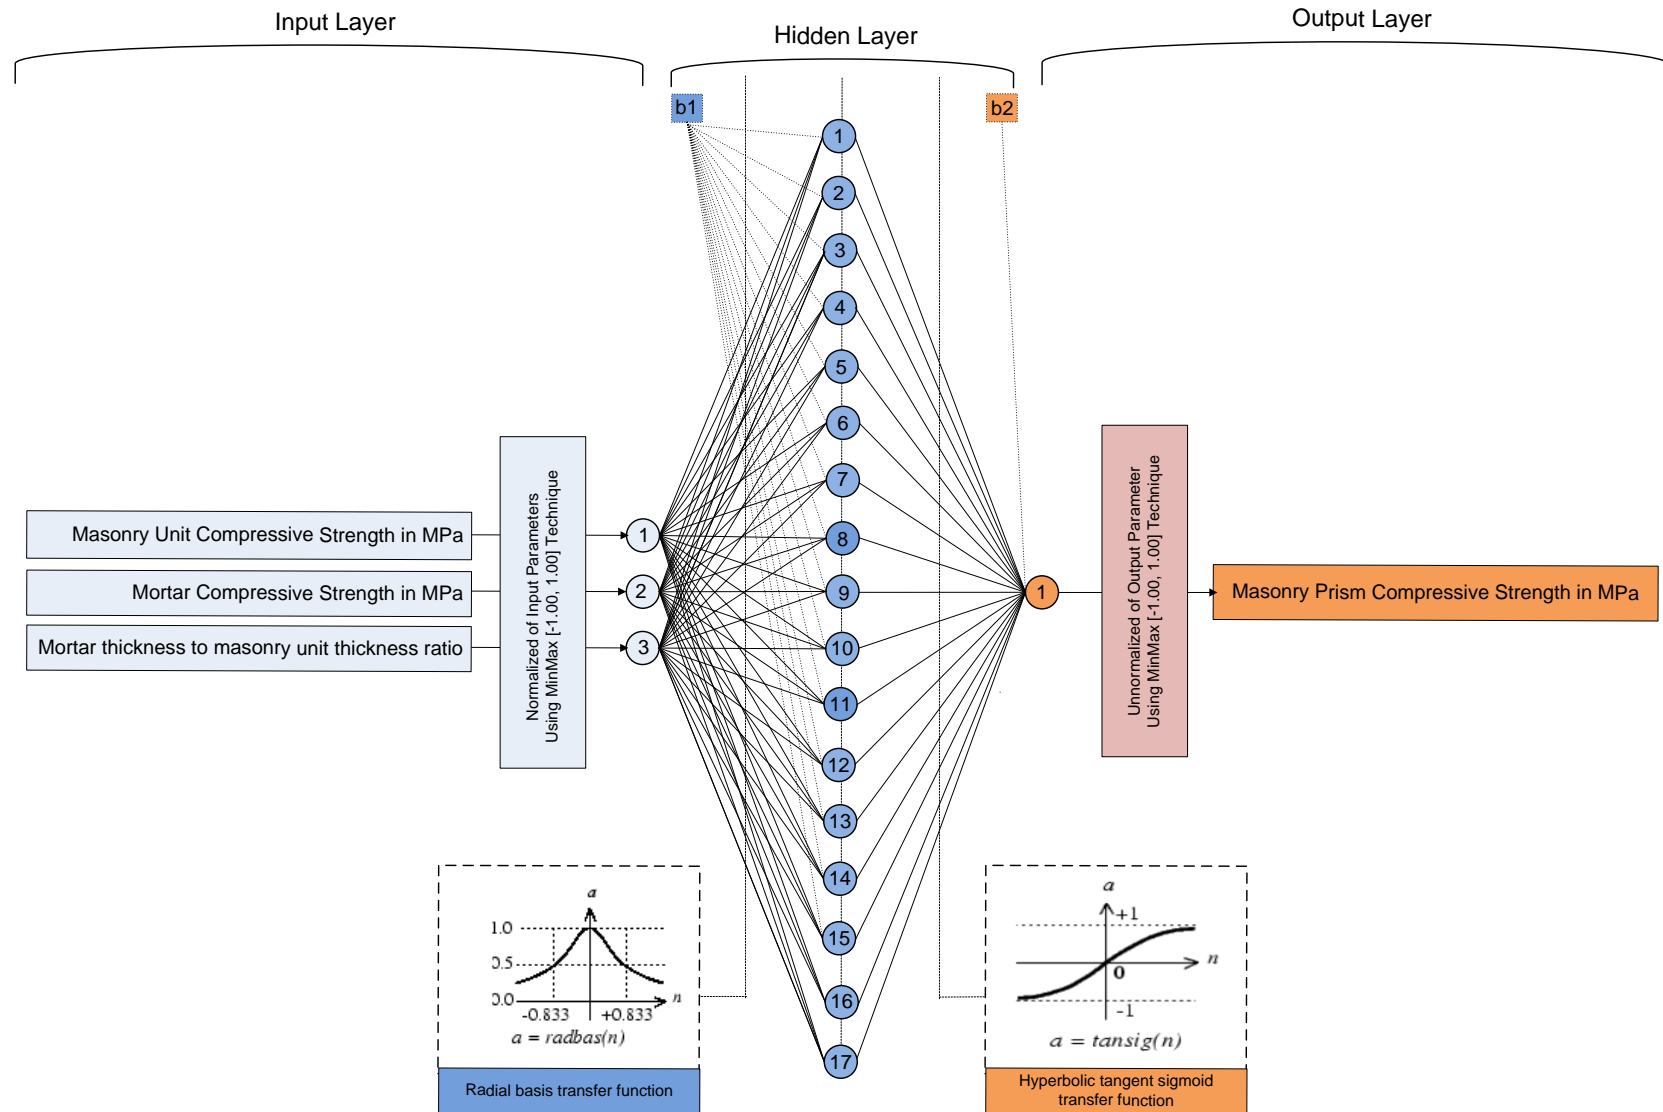 Input Layer
Hidden Layer
Output Layer
b1
b2
1
2
3
4
5
6
7
8
9
10
11
12
13
14
15
16
17
Masonry Unit Compressive Strength in MPa
Mortar Compressive Strength in MPa
Mortar thickness to masonry unit thickness ratio
Normalized of Input Parameters
Using MinMax [-1.00, 1.00] Technique
1
2
3
1
Unnormalized of Output Parameter
Using MinMax [-1.00, 1.00] Technique
Masonry Prism Compressive Strength in MPa
a
1.0
0.5
0.0
n
-0.833 +0.833
a = radbas(n)
Radial basis transfer function
a
+1
n
0
-1
a = tansig(n)
Hyperbolic tangent sigmoid
transfer function